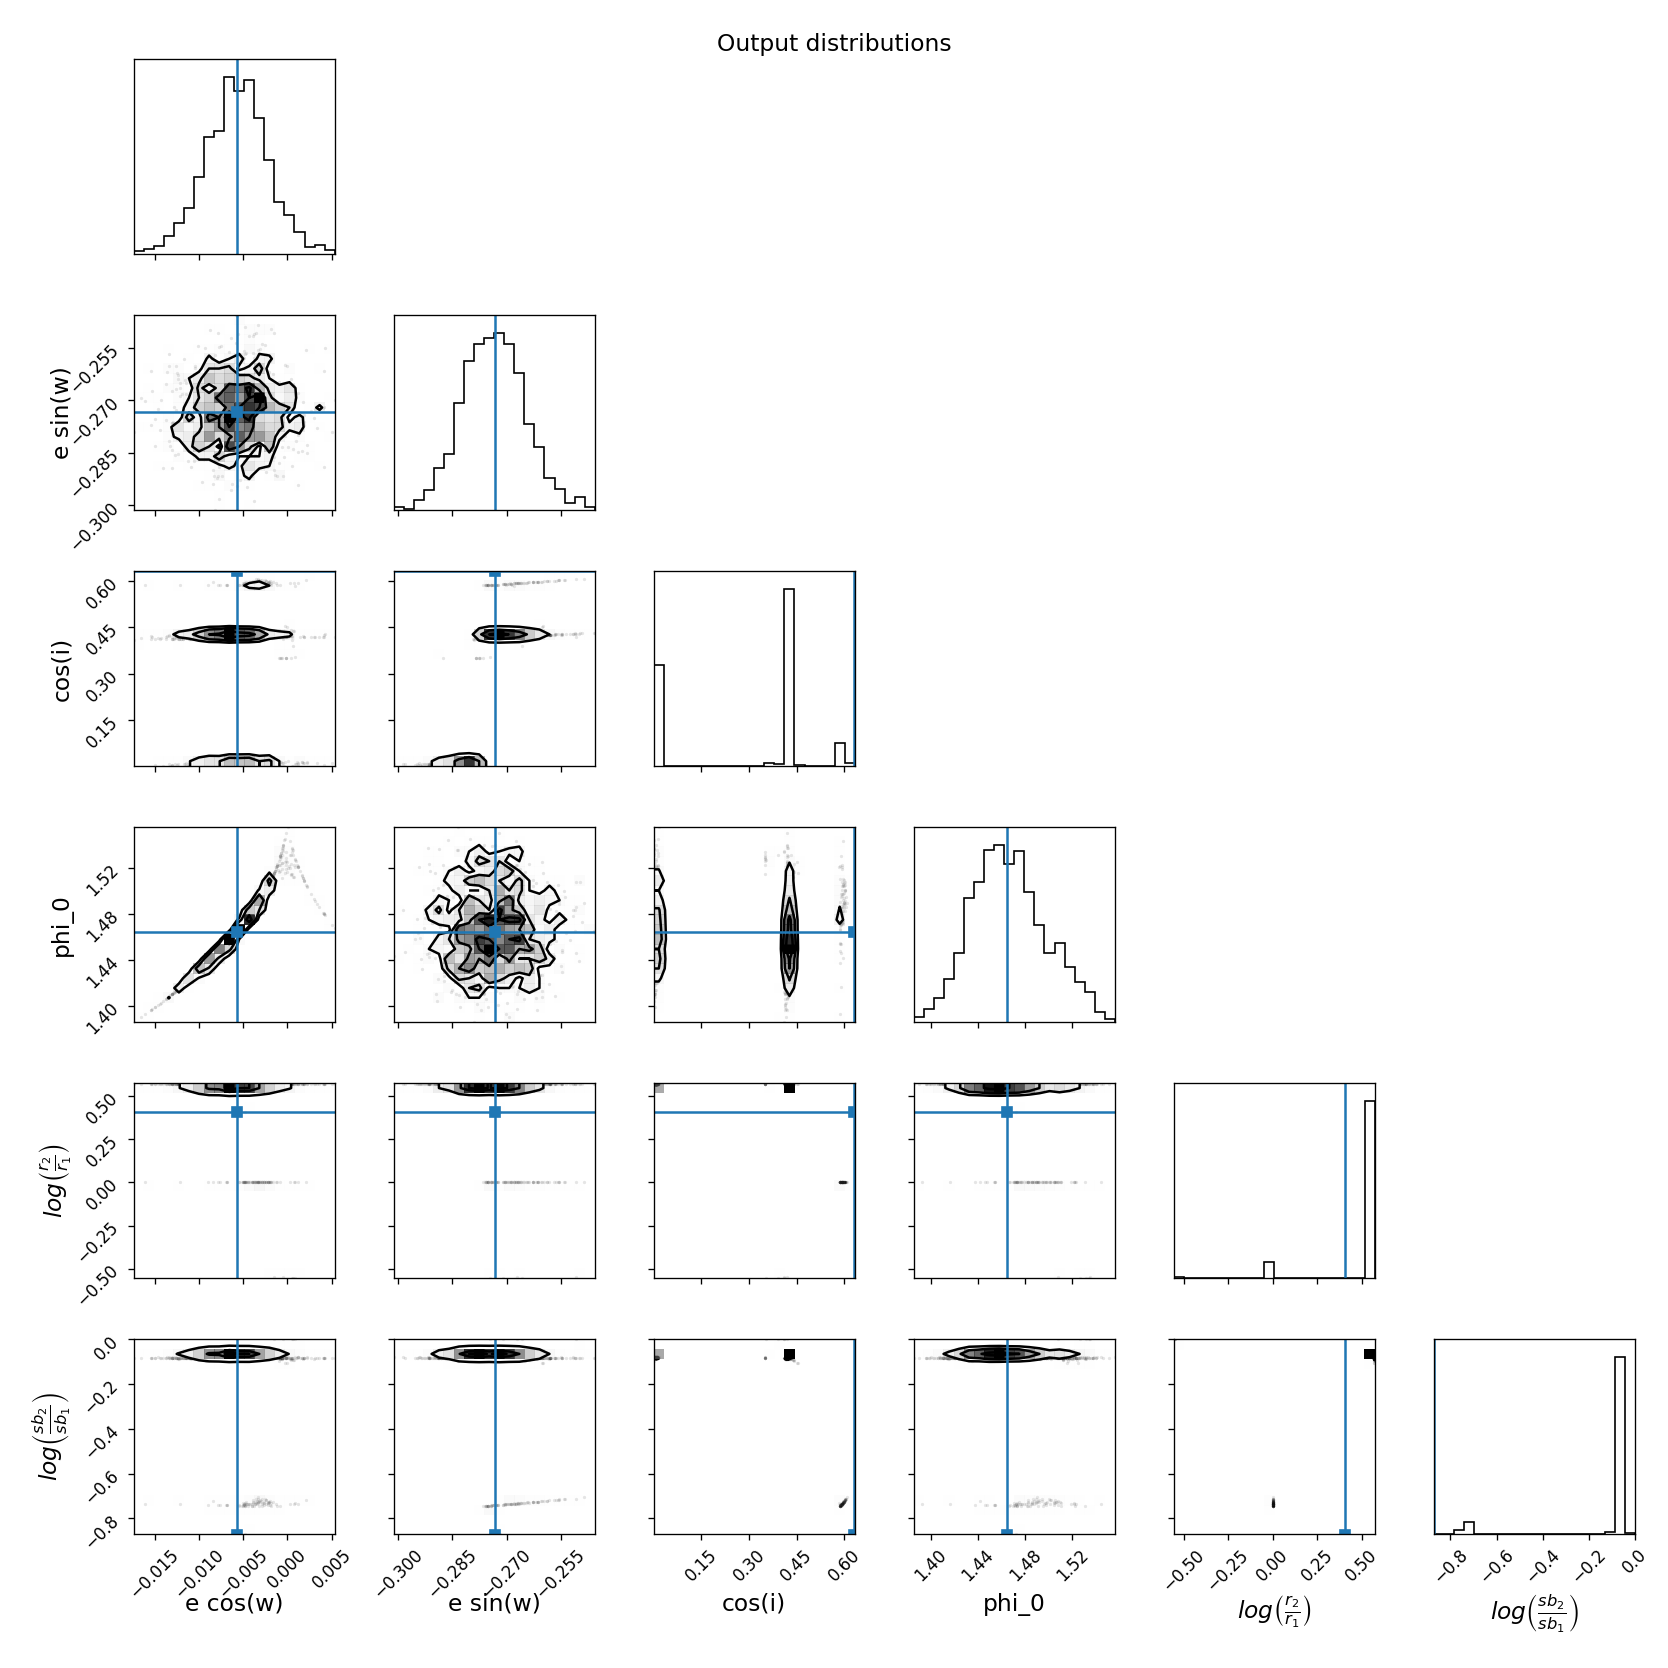 Output distributions
e sin(w)
−0.255
−0.270
−0.285
−0.300
cos(i)
0.60
0.45
0.30
0.15
phi_0
1.52
1.48
1.44
1.40
log(r₂/r₁)
0.50
0.25
0.00
−0.25
−0.50
log(sb₂/sb₁)
0.0
−0.2
−0.4
−0.6
−0.8
−0.015 −0.010 −0.005 0.000 0.005
e cos(w)
−0.300 −0.285 −0.270 −0.255
e sin(w)
0.15 0.30 0.45 0.60
cos(i)
1.40 1.44 1.48 1.52
phi_0
−0.50 −0.25 0.00 0.25 0.50
log(r₂/r₁)
−0.8 −0.6 −0.4 −0.2 0.0
log(sb₂/sb₁)